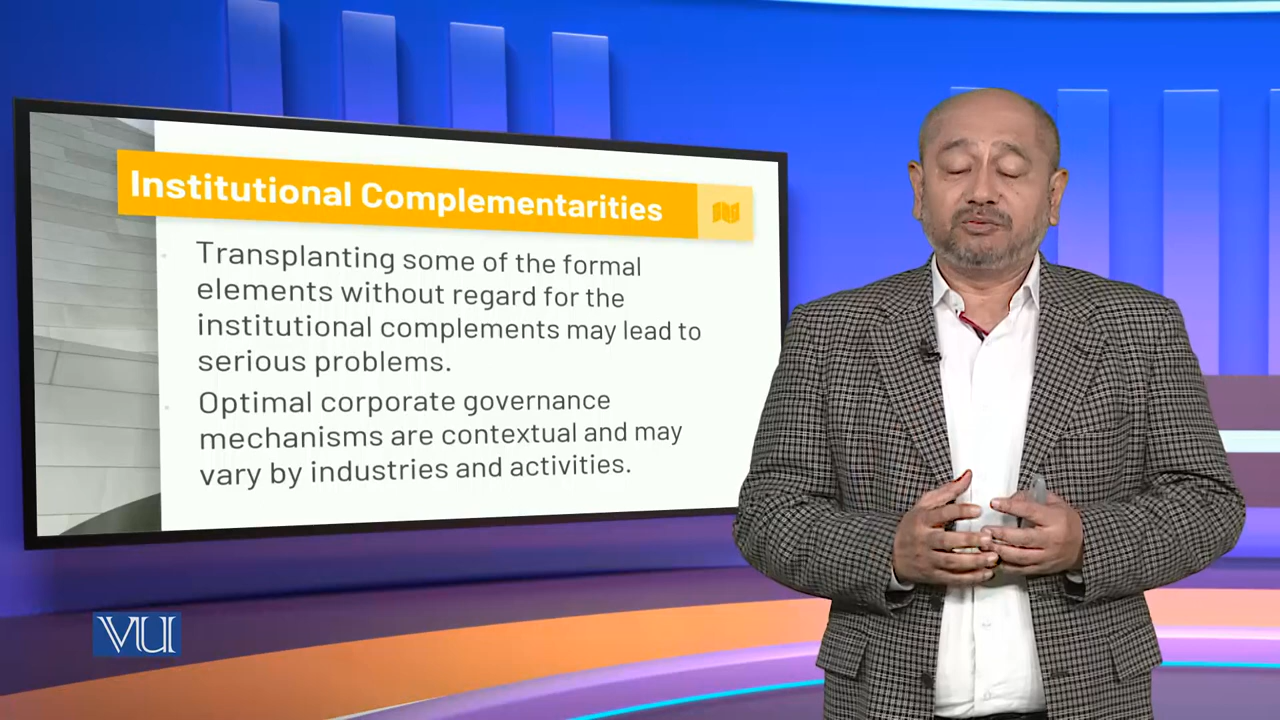 Institutional Complementarities
Transplanting some of the formal
elements without regard for the
institutional complements may lead to
serious problems.
Optimal corporate governance
mechanisms are contextual and may
vary by industries and activities.
VU